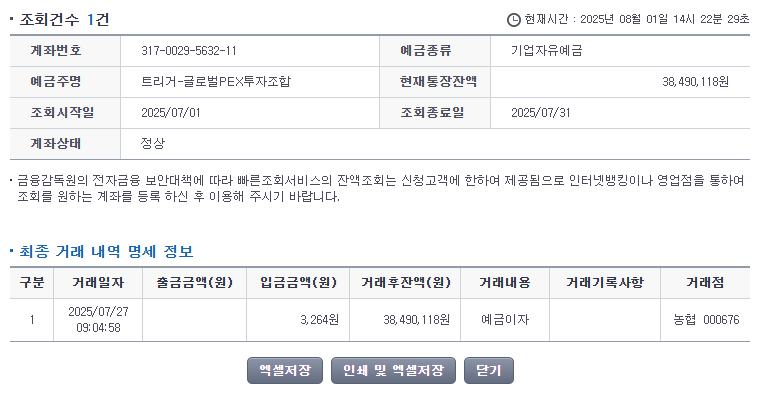 · 조회건수 1건
현재시간 : 2025년 08월 01일 14시 22분 29초
계좌번호 317-0029-5632-11 예금종류 기업자유예금
예금주명 트리거-글로벌PEX투자조합 현재통장잔액 38,490,118원
조회시작일 2025/07/01 조회종료일 2025/07/31
계좌상태 정상
· 금융감독원의 전자금융 보안대책에 따라 빠른조회서비스의 잔액조회는 신청고객에 한하여 제공됨으로 인터넷뱅킹이나 영업점을 통하여
조회를 원하는 계좌를 등록 하신 후 이용해 주시기 바랍니다.
· 최종 거래 내역 명세 정보
구분 거래일자 출금금액(원) 입금금액(원) 거래후잔액(원) 거래내용 거래기록사항 거래점
1 2025/07/27 09:04:58 3,264원 38,490,118원 예금이자 농협 000676
엑셀저장 인쇄 및 엑셀저장 닫기